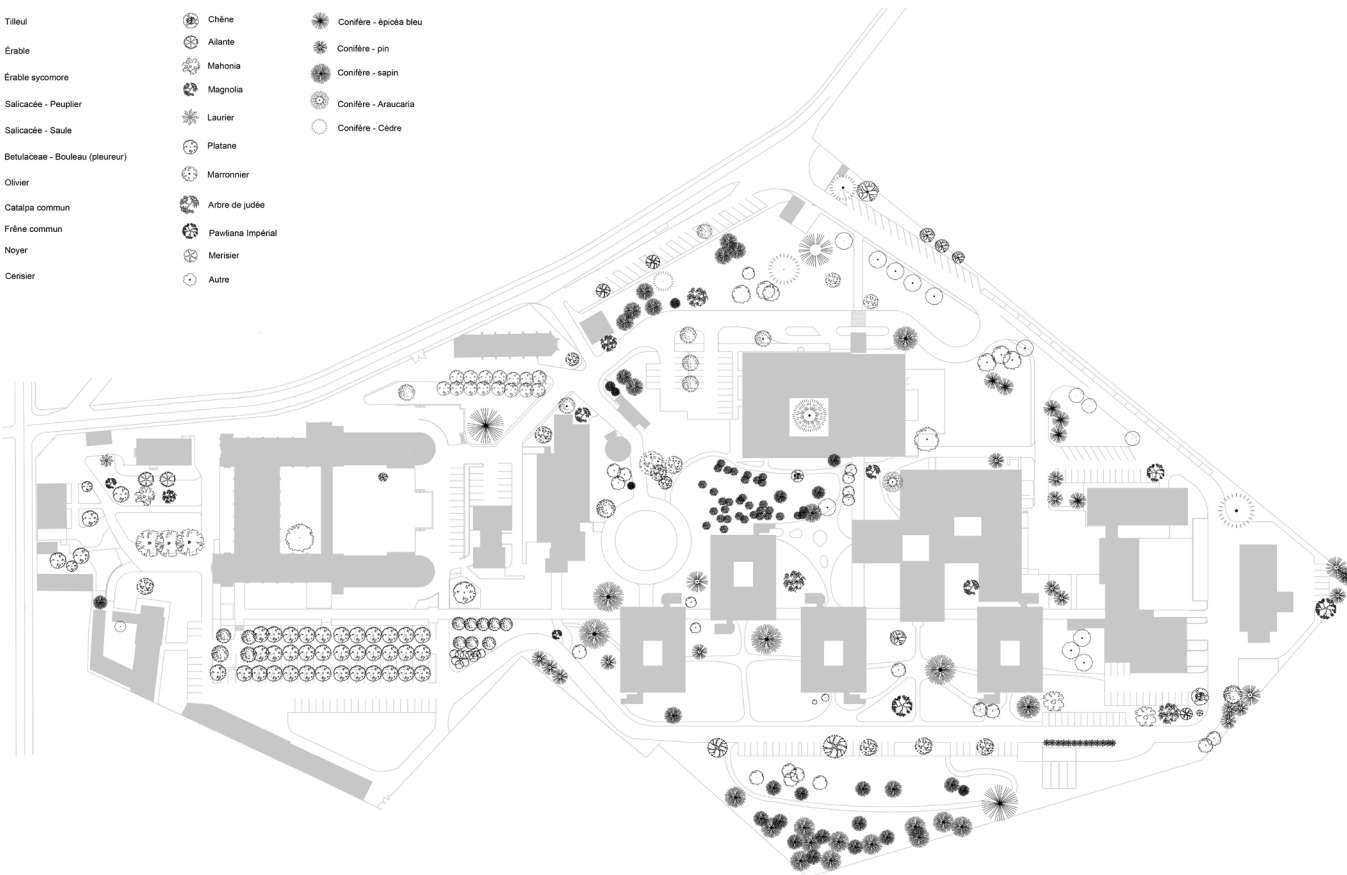 Tilleul
Érable
Érable sycomore
Salicacée - Peuplier
Salicacée - Saule
Betulaceae - Bouleau (pleureur)
Olivier
Catalpa commun
Frêne commun
Noyer
Cerisier
Chêne
Ailante
Mahonia
Magnolia
Laurier
Platane
Marronnier
Arbre de judée
Pawliana Impérial
Merisier
Autre
Conifère - épicéa bleu
Conifère - pin
Conifère - sapin
Conifère - Araucaria
Conifère - Cèdre